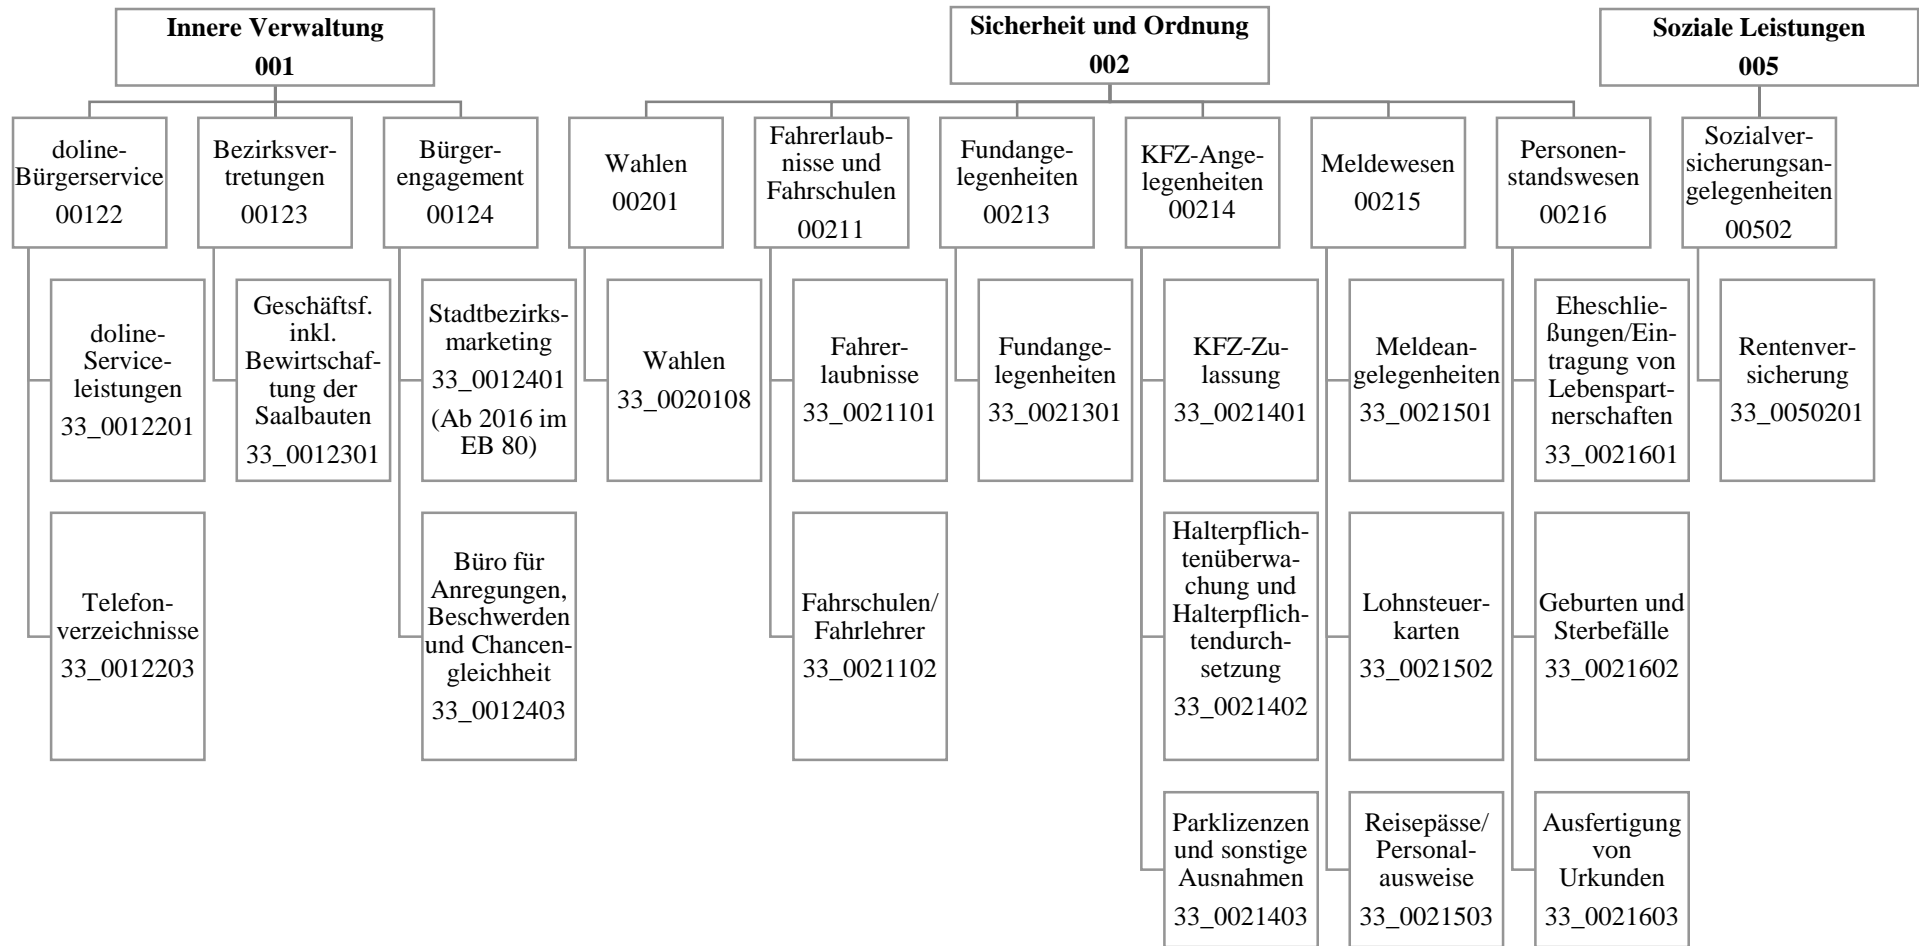 Innere Verwaltung
001
Sicherheit und Ordnung
002
Soziale Leistungen
005
doline-
Bürgerservice
00122
Bezirksver-
tretungen
00123
Bürger-
engagement
00124
Wahlen
00201
Fahrerlaub-
nisse und
Fahrschulen
00211
Fundange-
legenheiten
00213
KFZ-Ange-
legenheiten
00214
Meldewesen
00215
Personen-
standswesen
00216
Sozialver-
sicherungsan-
gelegenheiten
00502
doline-
Service-
leistungen
33_0012201
Geschäftsf.
inkl.
Bewirtschaf-
tung der
Saalbauten
33_0012301
Stadtbezirks-
marketing
33_0012401
(Ab 2016 im
EB 80)
Wahlen
33_0020108
Fahrer-
laubnisse
33_0021101
Fundange-
legenheiten
33_0021301
KFZ-Zu-
lassung
33_0021401
Meldean-
gelegenheiten
33_0021501
Eheschlie-
ßungen/Ein-
tragung von
Lebenspart-
nerschaften
33_0021601
Rentenver-
sicherung
33_0050201
Telefon-
verzeichnisse
33_0012203
Büro für
Anregungen,
Beschwerden
und Chancen-
gleichheit
33_0012403
Fahrschulen/
Fahrlehrer
33_0021102
Halterpflich-
tenüberwa-
chung und
Halterpflich-
tendurch-
setzung
33_0021402
Lohnsteuer-
karten
33_0021502
Geburten und
Sterbefälle
33_0021602
Parklizenzen
und sonstige
Ausnahmen
33_0021403
Reisepässe/
Personal-
ausweise
33_0021503
Ausfertigung
von
Urkunden
33_0021603